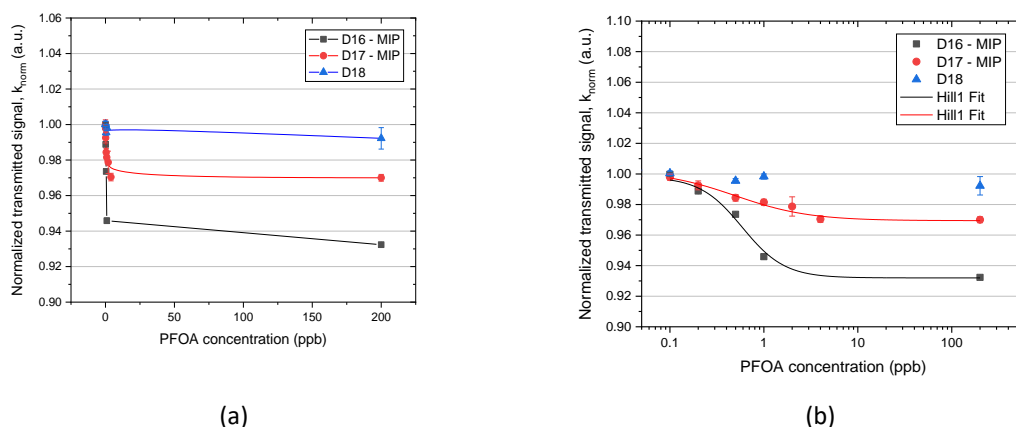 Normalized transmitted signal, k_norm (a.u.)
1.06
1.04
1.02
1.00
0.98
0.96
0.94
0.92
0.90
D16 - MIP
D17 - MIP
D18
0
50
100
150
200
PFOA concentration (ppb)
(a)
Normalized transmitted signal, k_norm (a.u.)
1.10
1.08
1.06
1.04
1.02
1.00
0.98
0.96
0.94
0.92
0.90
D16 - MIP
D17 - MIP
D18
Hill1 Fit
Hill1 Fit
0.1
1
10
100
PFOA concentration (ppb)
(b)